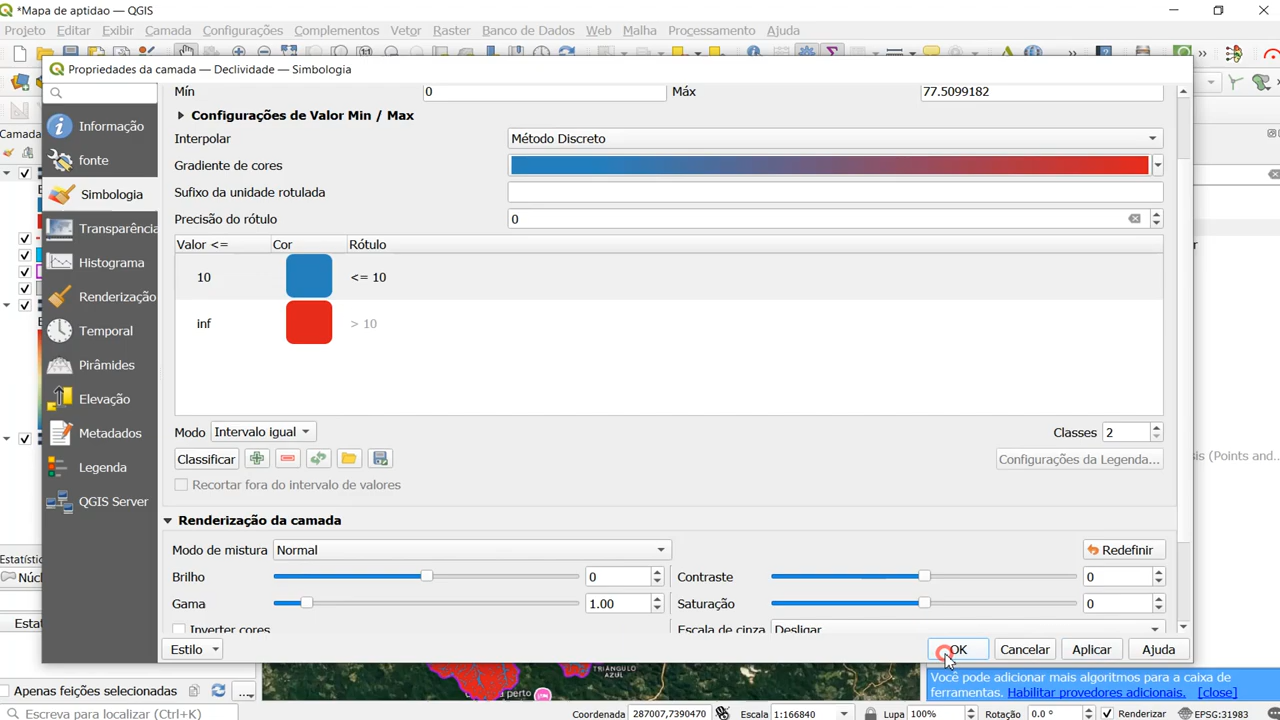 *Mapa de aptidao — QGIS
Projeto Editar Exibir Camada Configurações Complementos Vetor Raster Banco de Dados Web Malha Processamento Ajuda
Propriedades da camada — Declividade — Simbologia
Mín 0 Máx 77.5099182
Configurações de Valor Min / Max
Interpolar Método Discreto
Gradiente de cores
Sufixo da unidade rotulada
Precisão do rótulo 0
Valor <= Cor Rótulo
10 <= 10
inf > 10
Modo Intervalo igual Classes 2
Classificar Configurações da Legenda...
Recortar fora do intervalo de valores
Renderização da camada
Modo de mistura Normal Redefinir
Brilho 0 Contraste 0
Gama 1.00 Saturação 0
Inverter cores Escala de cinza Desligar
Estilo OK Cancelar Aplicar Ajuda
Informação
fonte
Simbologia
Transparência
Histograma
Renderização
Temporal
Pirâmides
Elevação
Metadados
Legenda
QGIS Server
Camada
Estatísti
Núc
Estat
sis (Points and...
TRIÂNGULO
AZUL
perto
Você pode adicionar mais algoritmos para a caixa de
ferramentas. Habilitar provedores adicionais. [close]
Apenas feições selecionadas
Escreva para localizar (Ctrl+K) Coordenada 287007,7390470 Escala 1:166840 Lupa 100% Rotação 0.0 ° Renderizar EPSG:31983